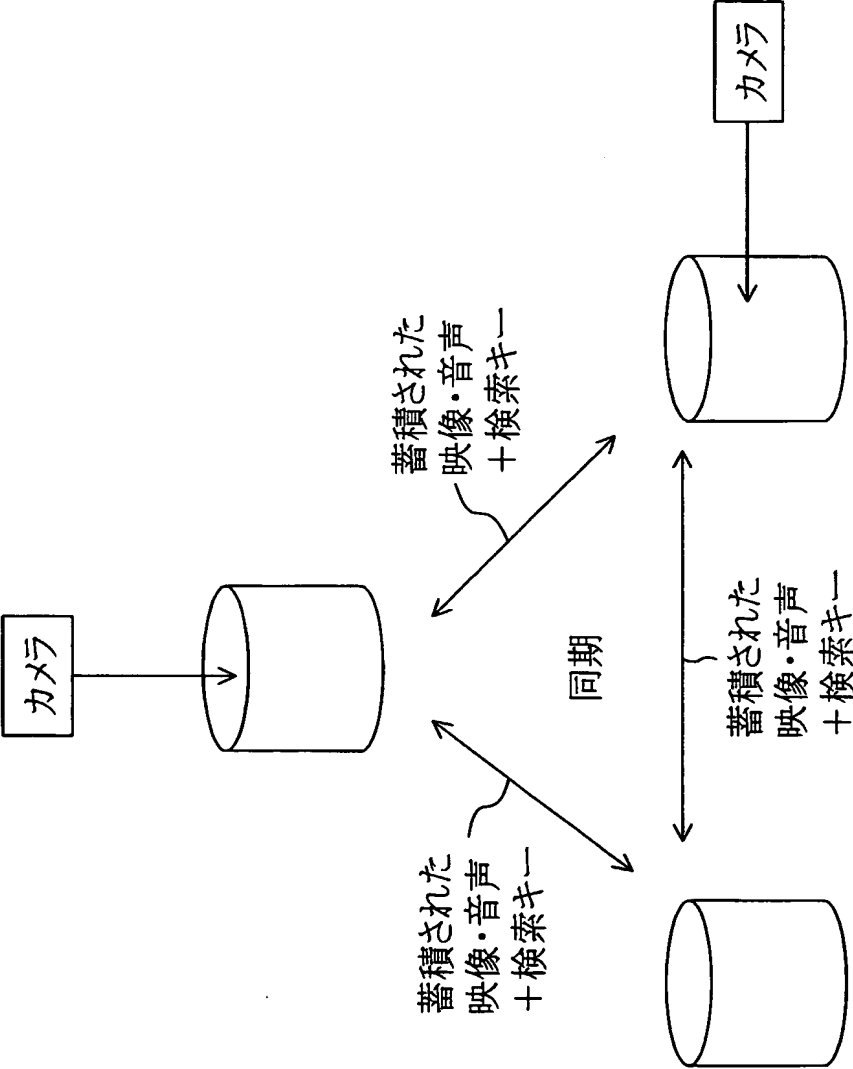 カメラ
カメラ
蓄積された
映像・音声
+検索キー
同期
蓄積された
映像・音声
+検索キー
蓄積された
映像・音声
+検索キー